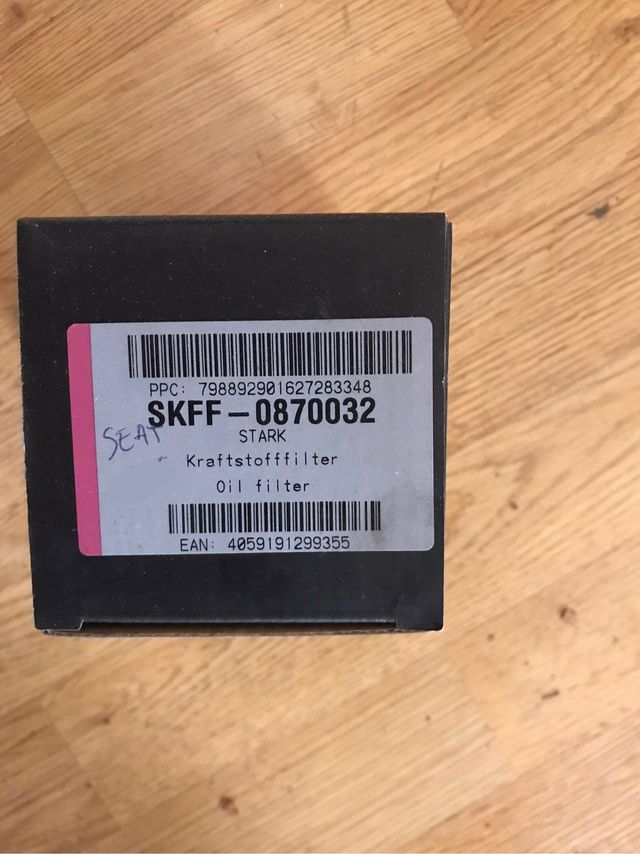 PPC: 798892901627283348
SKFF-0870032
SEAT
STARK
Kraftstofffilter
Oil filter
EAN: 4059191299355